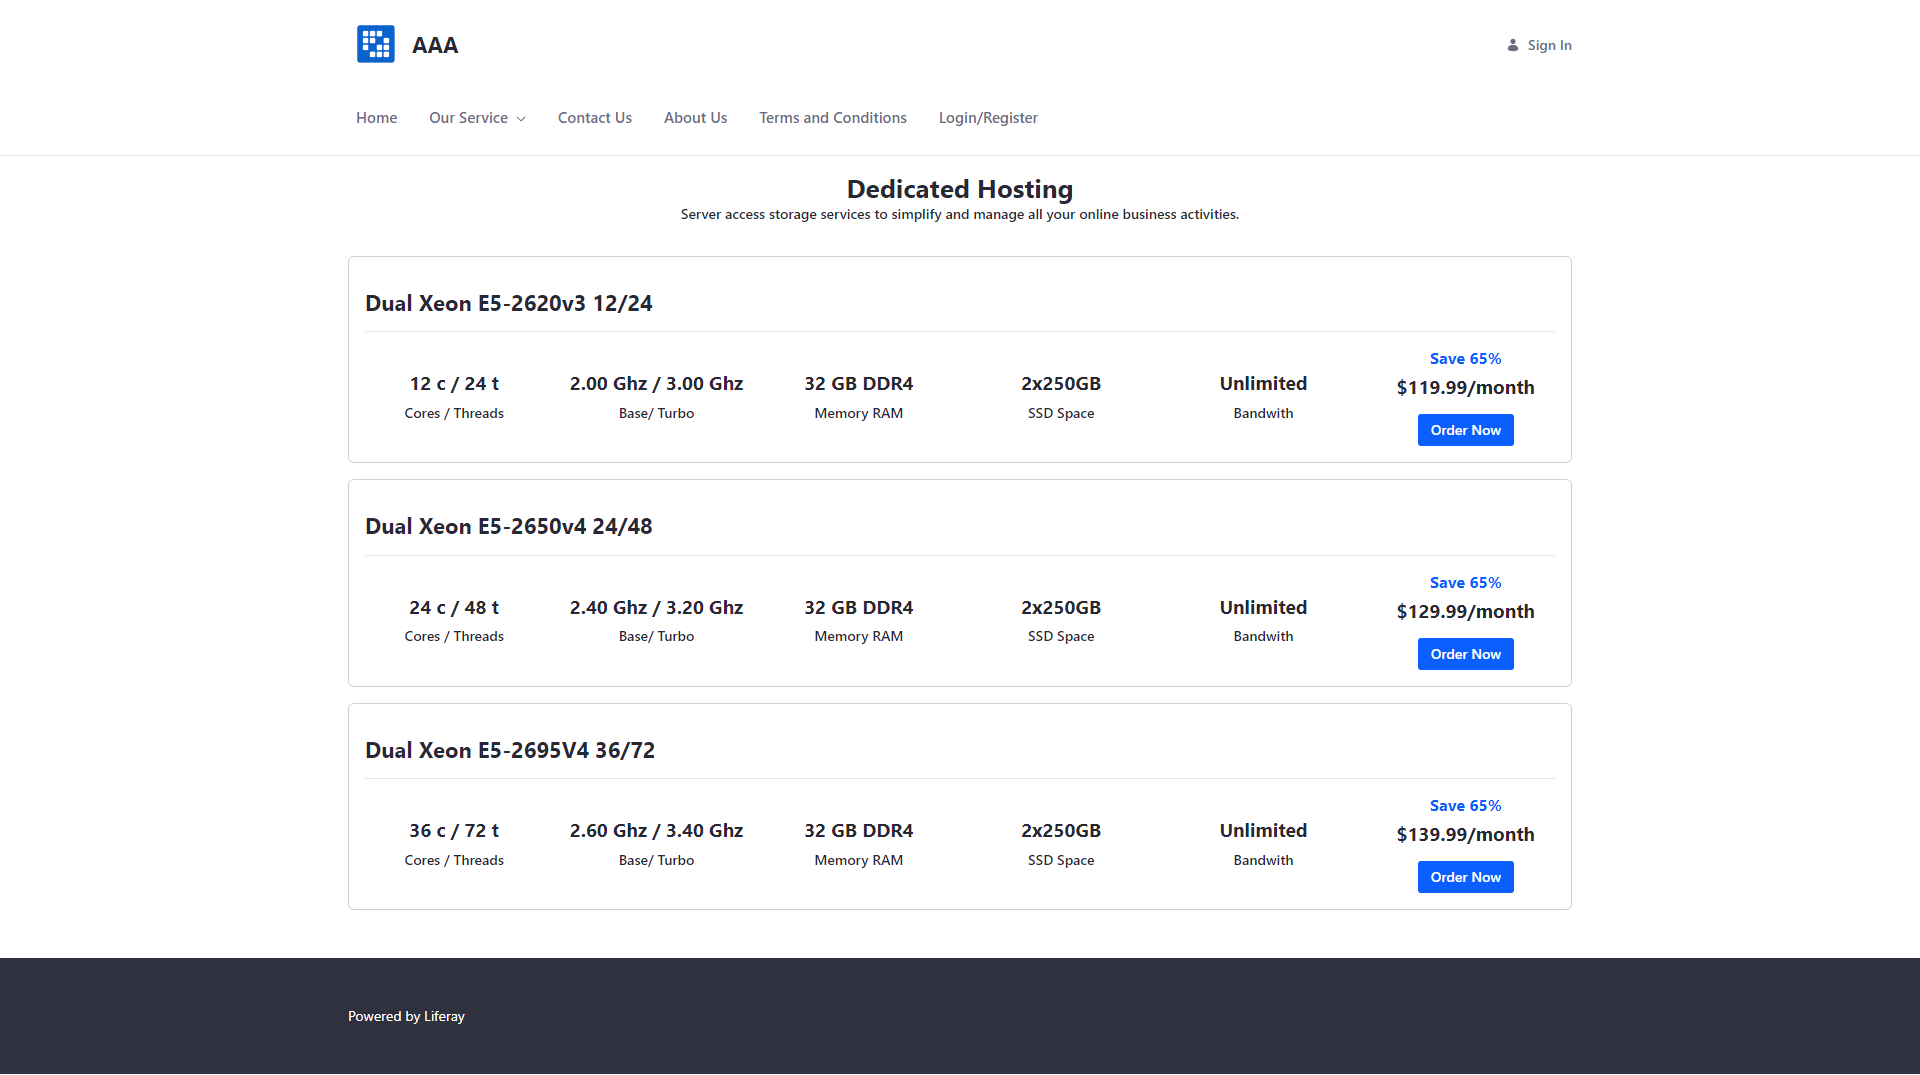 AAA
Sign In
Home
Our Service
Contact Us
About Us
Terms and Conditions
Login/Register
Dedicated Hosting
Server access storage services to simplify and manage all your online business activities.
Dual Xeon E5-2620v3 12/24
12 c / 24 t
Cores / Threads
2.00 Ghz / 3.00 Ghz
Base/ Turbo
32 GB DDR4
Memory RAM
2x250GB
SSD Space
Unlimited
Bandwith
Save 65%
$119.99/month
Order Now
Dual Xeon E5-2650v4 24/48
24 c / 48 t
Cores / Threads
2.40 Ghz / 3.20 Ghz
Base/ Turbo
32 GB DDR4
Memory RAM
2x250GB
SSD Space
Unlimited
Bandwith
Save 65%
$129.99/month
Order Now
Dual Xeon E5-2695V4 36/72
36 c / 72 t
Cores / Threads
2.60 Ghz / 3.40 Ghz
Base/ Turbo
32 GB DDR4
Memory RAM
2x250GB
SSD Space
Unlimited
Bandwith
Save 65%
$139.99/month
Order Now
Powered by Liferay